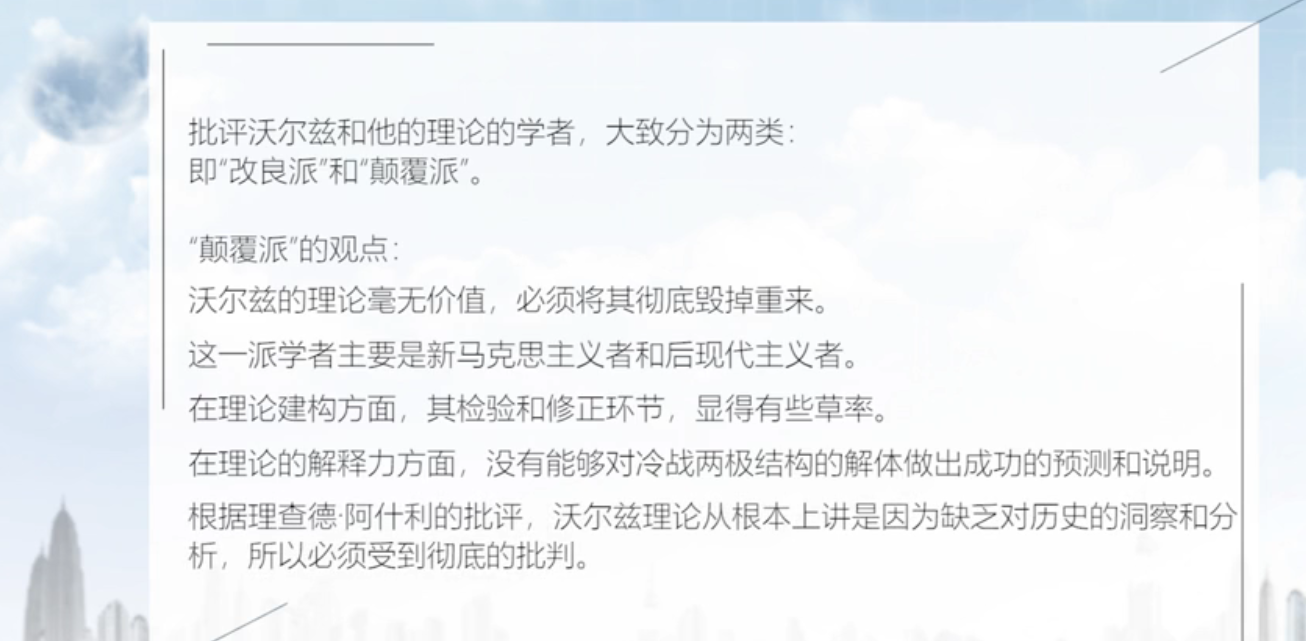 批评沃尔兹和他的理论的学者，大致分为两类：
即“改良派”和“颠覆派”。
“颠覆派”的观点：
沃尔兹的理论毫无价值，必须将其彻底毁掉重来。
这一派学者主要是新马克思主义者和后现代主义者。
在理论建构方面，其检验和修正环节，显得有些草率。
在理论的解释力方面，没有能够对冷战两极结构的解体做出成功的预测和说明。
根据理查德·阿什利的批评，沃尔兹理论从根本上讲是因为缺乏对历史的洞察和分
析，所以必须受到彻底的批判。